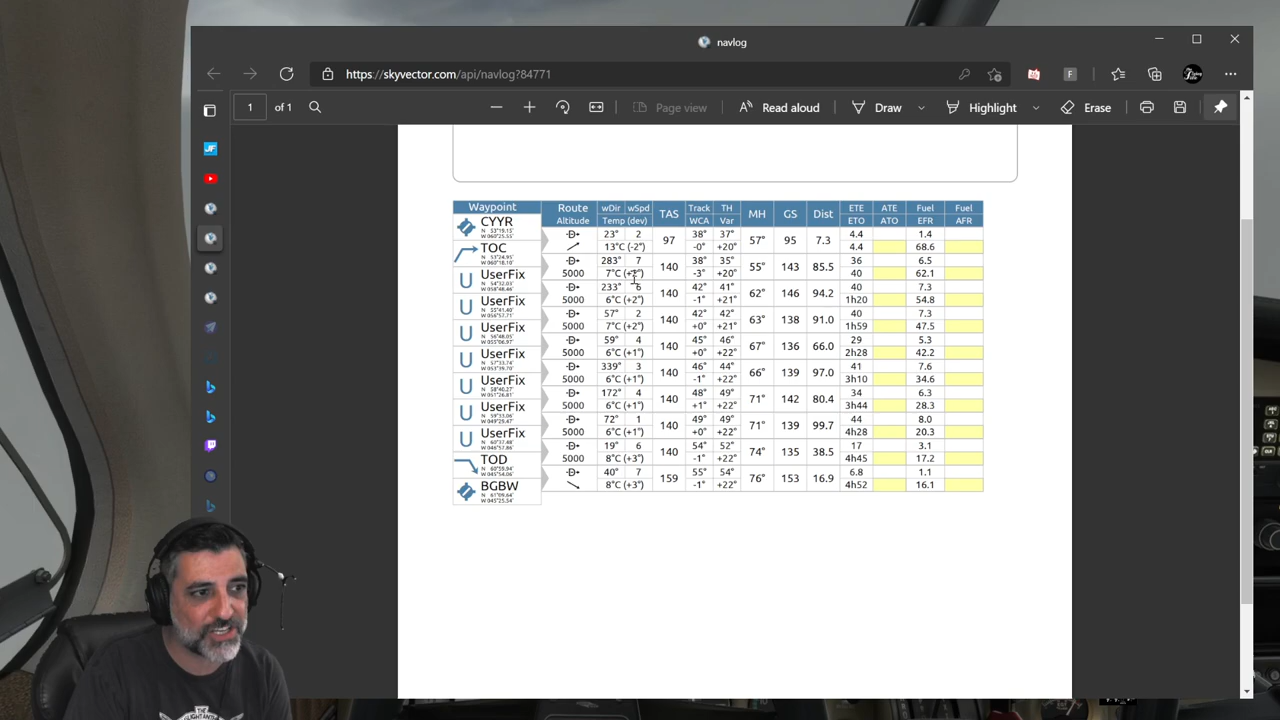 navlog
https://skyvector.com/api/navlog?84771
1 of 1 Page view Read aloud Draw Highlight Erase
Waypoint Route wDir wSpd TAS Track TH MH GS Dist ETE ATE Fuel Fuel
Altitude Temp (dev) WCA Var ETO ATO EFR AFR
CYYR
23° 2 97 38° 37° 57° 95 7.3 4.4 1.4
13°C (-2°) -0° +20° 4.4 68.6
TOC
283° 7 140 38° 35° 55° 143 85.5 36 6.5
5000 7°C -3° +20° 40 62.1
UserFix
233° 6 140 42° 41° 62° 146 94.2 40 7.3
5000 6°C (+2°) -1° +21° 1h20 54.8
UserFix
57° 2 140 42° 42° 63° 138 91.0 40 7.3
5000 7°C (+2°) +0° +21° 1h59 47.5
UserFix
59° 4 140 45° 46° 67° 136 66.0 29 5.3
5000 6°C (+1°) +0° +22° 2h28 42.2
UserFix
339° 3 140 46° 44° 66° 139 97.0 41 7.6
5000 6°C (+1°) -1° +22° 3h10 34.6
UserFix
172° 4 140 48° 49° 71° 142 80.4 34 6.3
5000 6°C (+1°) +1° +22° 3h44 28.3
UserFix
72° 1 140 49° 49° 71° 139 99.7 44 8.0
5000 6°C (+1°) +0° +22° 4h28 20.3
UserFix
19° 6 140 54° 52° 74° 135 38.5 17 3.1
5000 8°C (+3°) -1° +22° 4h45 17.2
TOD
40° 7 159 55° 54° 76° 153 16.9 6.8 1.1
8°C (+3°) -1° +22° 4h52 16.1
BGBW